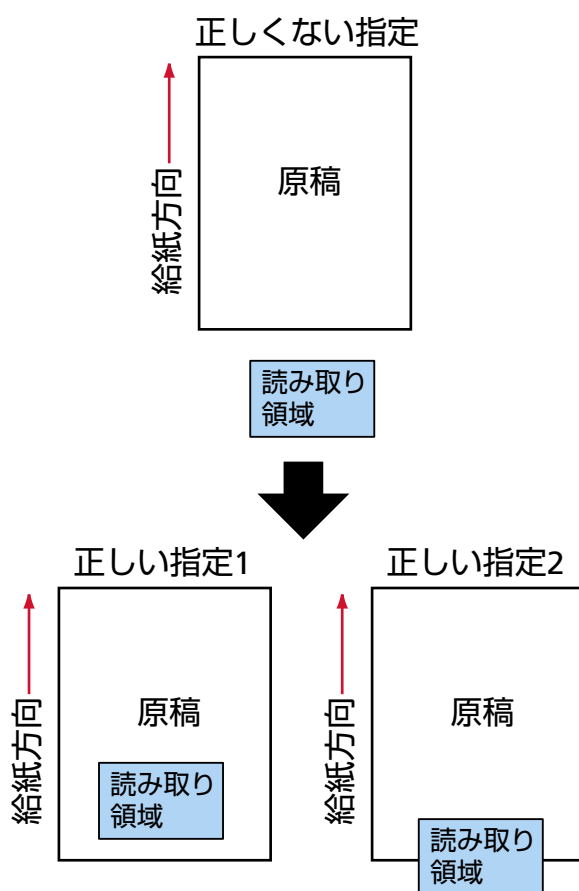 正しくない指定
給紙方向
原稿
読み取り
領域
正しい指定1
給紙方向
原稿
読み取り
領域
正しい指定2
給紙方向
原稿
読み取り
領域